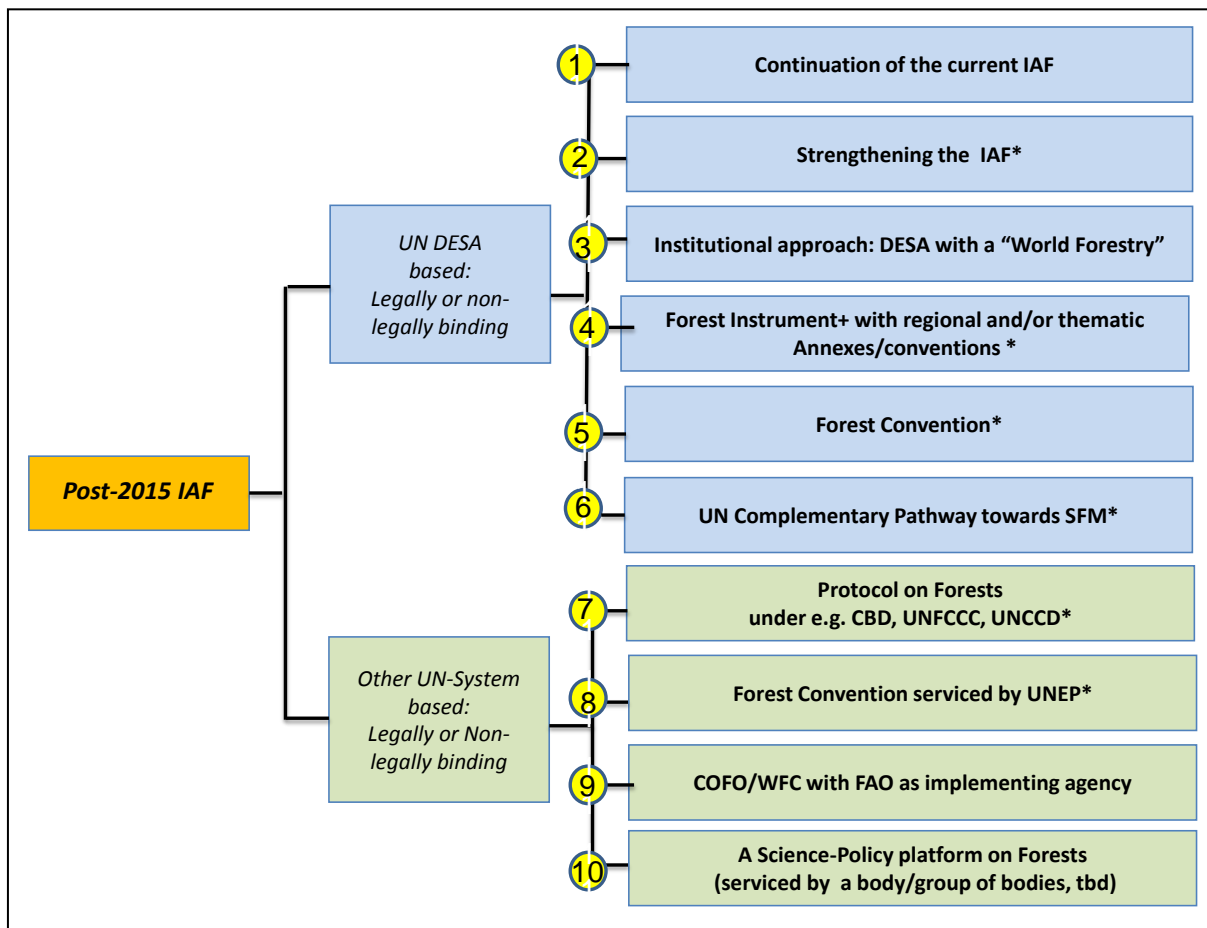 1
Continuation of the current IAF
2
Strengthening the IAF*
UN DESA
based:
Legally or non-
legally binding
3
Institutional approach: DESA with a “World Forestry”
4
Forest Instrument+ with regional and/or thematic
Annexes/conventions *
5
Forest Convention*
Post-2015 IAF
6
UN Complementary Pathway towards SFM*
7
Protocol on Forests
under e.g. CBD, UNFCCC, UNCCD*
Other UN-System
based:
Legally or Non-
legally binding
8
Forest Convention serviced by UNEP*
9
COFO/WFC with FAO as implementing agency
10
A Science-Policy platform on Forests
(serviced by a body/group of bodies, tbd)